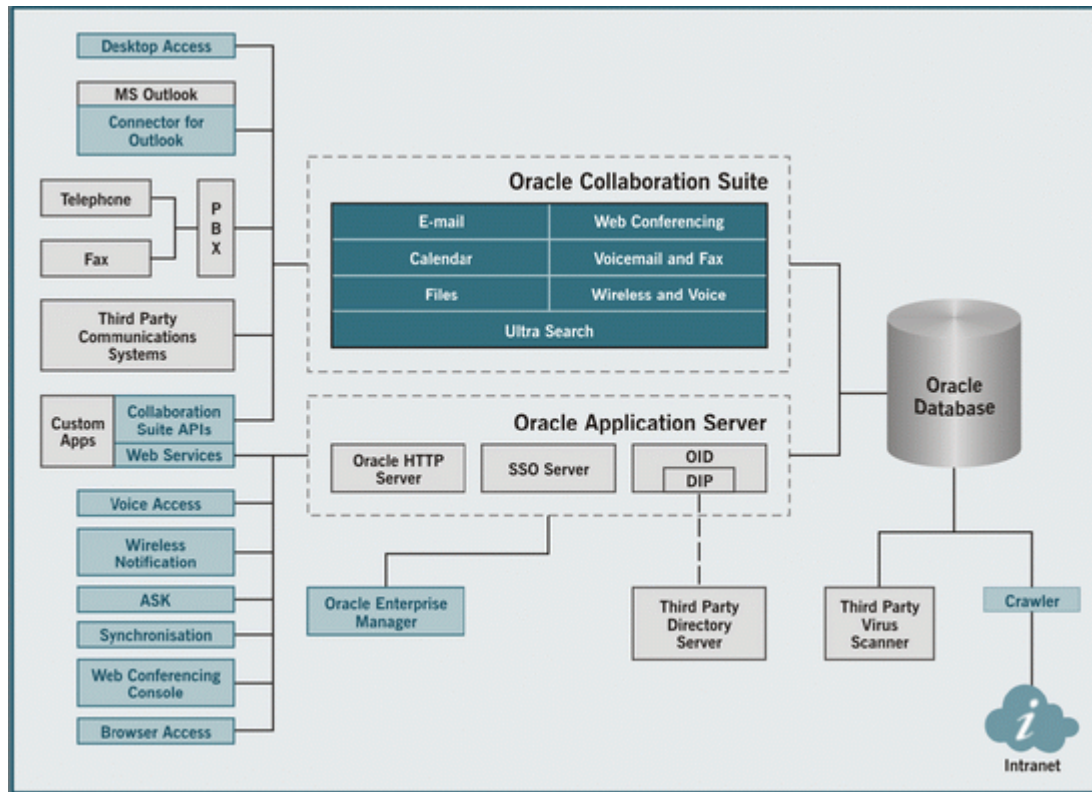 Desktop Access
MS Outlook
Connector for
Outlook
Telephone
Fax
P
B
X
Third Party
Communications
Systems
Custom
Apps
Collaboration
Suite APIs
Web Services
Voice Access
Wireless
Notification
ASK
Synchronisation
Web Conferencing
Console
Browser Access
Oracle Collaboration Suite
E-mail
Web Conferencing
Calendar
Voicemail and Fax
Files
Wireless and Voice
Ultra Search
Oracle Application Server
Oracle HTTP
Server
SSO Server
OID
DIP
Oracle Enterprise
Manager
Third Party
Directory
Server
Oracle
Database
Third Party
Virus
Scanner
Crawler
i
Intranet